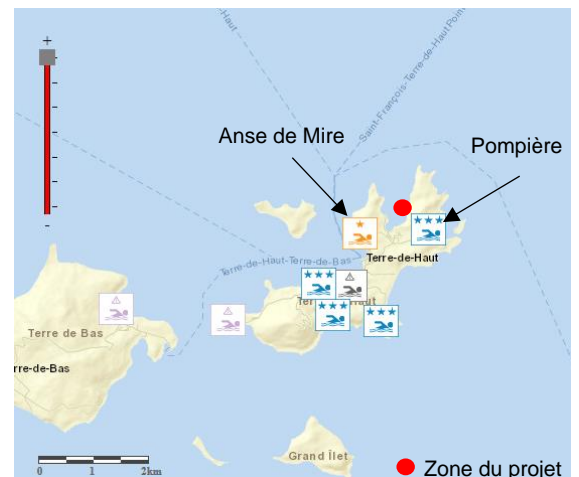 +
-
Saint-François-Terre-de-Haut
Anse de Mire
Pompière
Terre-de-Haut-Terre-de-Bas
Terre-de-Haut
Terre de Bas
rre-de-Bas
Grand Îlet
0 1 2km
Zone du projet